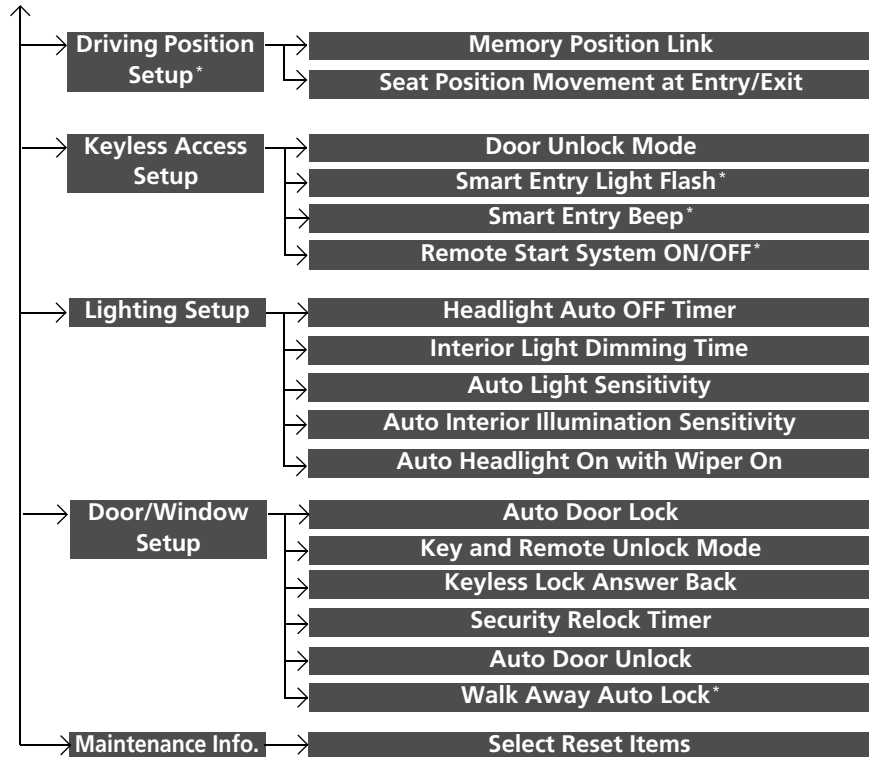 Driving Position
Setup*
Memory Position Link
Seat Position Movement at Entry/Exit
Keyless Access
Setup
Door Unlock Mode
Smart Entry Light Flash*
Smart Entry Beep*
Remote Start System ON/OFF*
Lighting Setup
Headlight Auto OFF Timer
Interior Light Dimming Time
Auto Light Sensitivity
Auto Interior Illumination Sensitivity
Auto Headlight On with Wiper On
Door/Window
Setup
Auto Door Lock
Key and Remote Unlock Mode
Keyless Lock Answer Back
Security Relock Timer
Auto Door Unlock
Walk Away Auto Lock*
Maintenance Info.
Select Reset Items